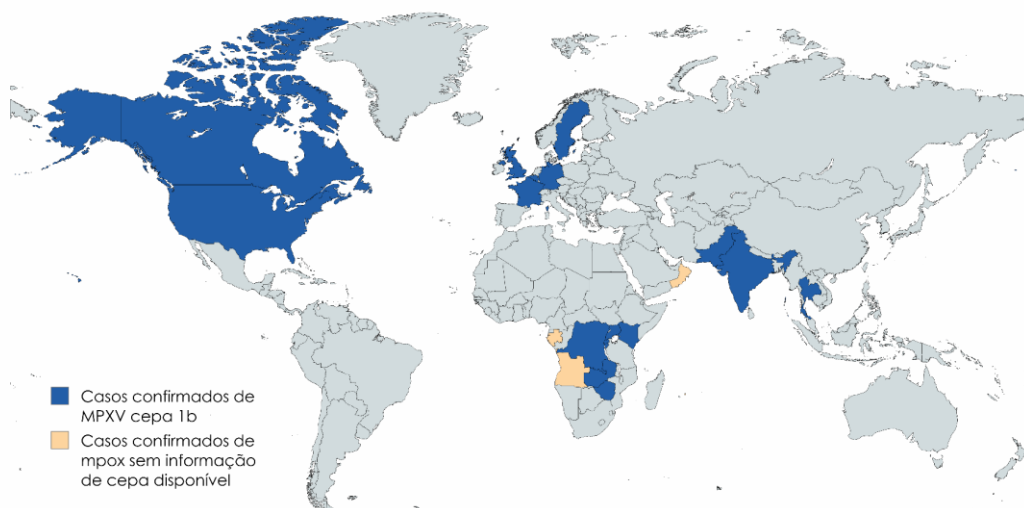 Casos confirmados de
MPXV cepa 1b
Casos confirmados de
mpox sem informação
de cepa disponível